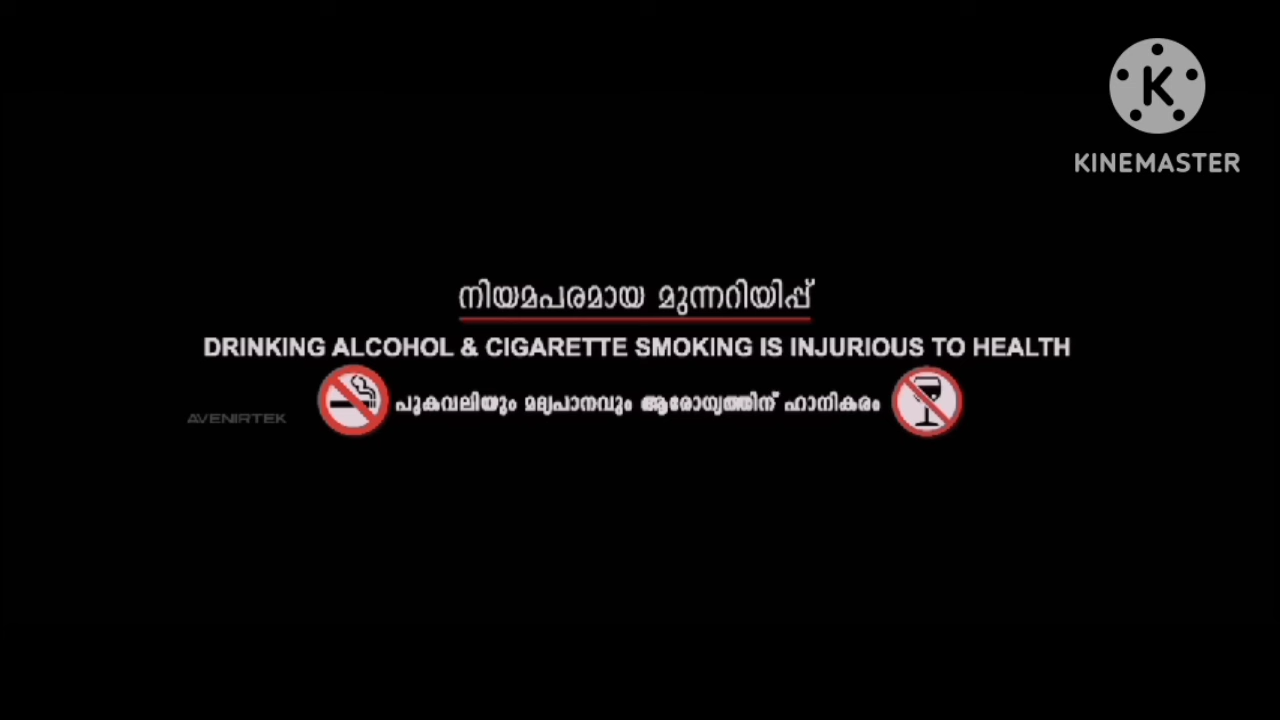 K
KINEMASTER
നിയമപരമായ മുന്നറിയിപ്പ്
DRINKING ALCOHOL & CIGARETTE SMOKING IS INJURIOUS TO HEALTH
പുകവലിയും മദ്യപാനവും ആരോഗ്യത്തിന് ഹാനികരം
AVENIRTEK